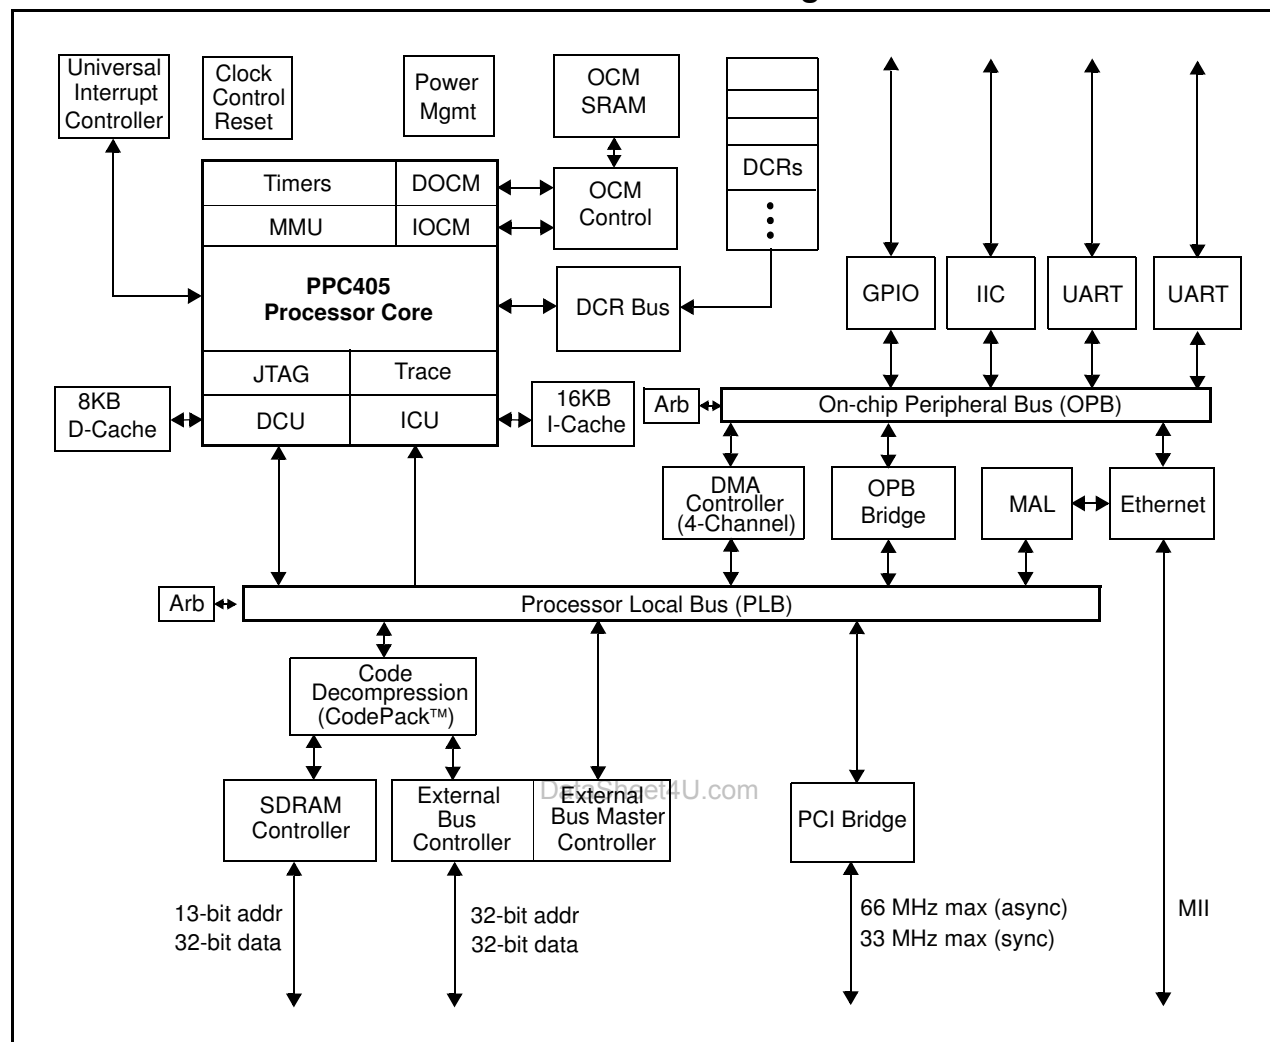 Universal
Interrupt
Controller
Clock
Control
Reset
Power
Mgmt
OCM
SRAM
DCRs
Timers
DOCM
MMU
IOCM
OCM
Control
PPC405
Processor Core
DCR Bus
GPIO
IIC
UART
UART
JTAG
Trace
DCU
ICU
8KB
D-Cache
16KB
I-Cache
Arb
On-chip Peripheral Bus (OPB)
DMA
Controller
(4-Channel)
OPB
Bridge
MAL
Ethernet
Arb
Processor Local Bus (PLB)
Code
Decompression
(CodePack™)
SDRAM
Controller
External
Bus
Controller
External
Bus Master
Controller
DataSheet4U.com
PCI Bridge
13-bit addr
32-bit data
32-bit addr
32-bit data
66 MHz max (async)
33 MHz max (sync)
MII